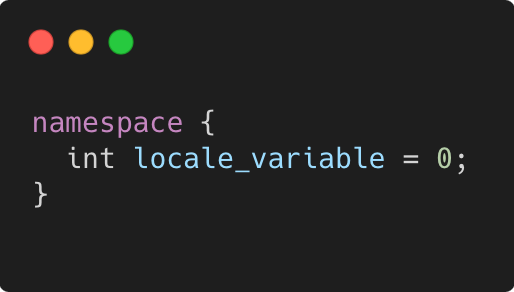 namespace {
  int locale_variable = 0;
}